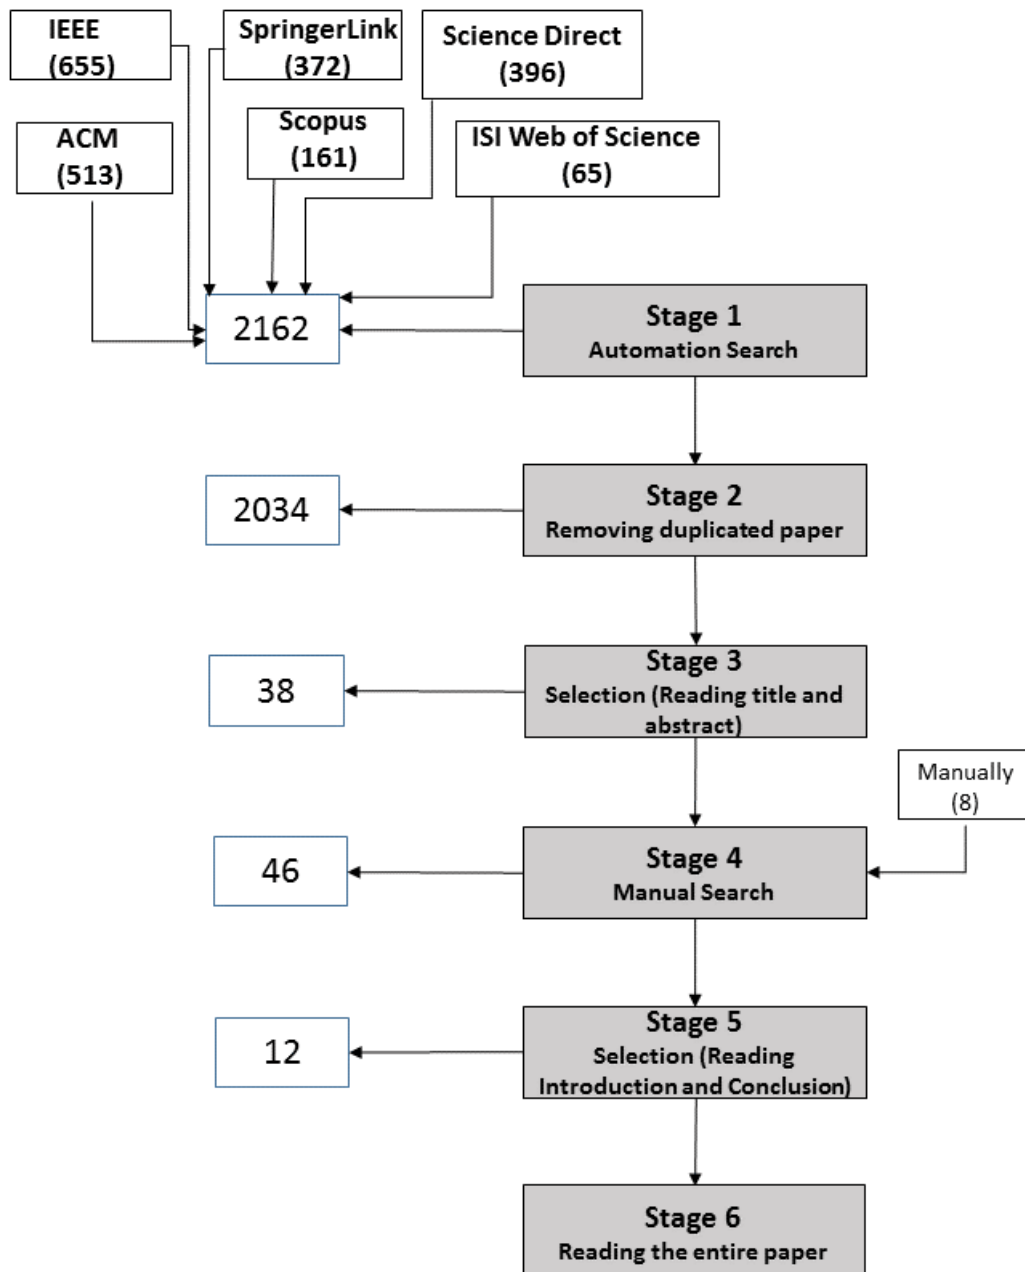 IEEE
(655)
SpringerLink
(372)
Science Direct
(396)
ACM
(513)
Scopus
(161)
ISI Web of Science
(65)
2162
Stage 1
Automation Search
2034
Stage 2
Removing duplicated paper
38
Stage 3
Selection (Reading title and
abstract)
Manually
(8)
46
Stage 4
Manual Search
12
Stage 5
Selection (Reading
Introduction and Conclusion)
Stage 6
Reading the entire paper